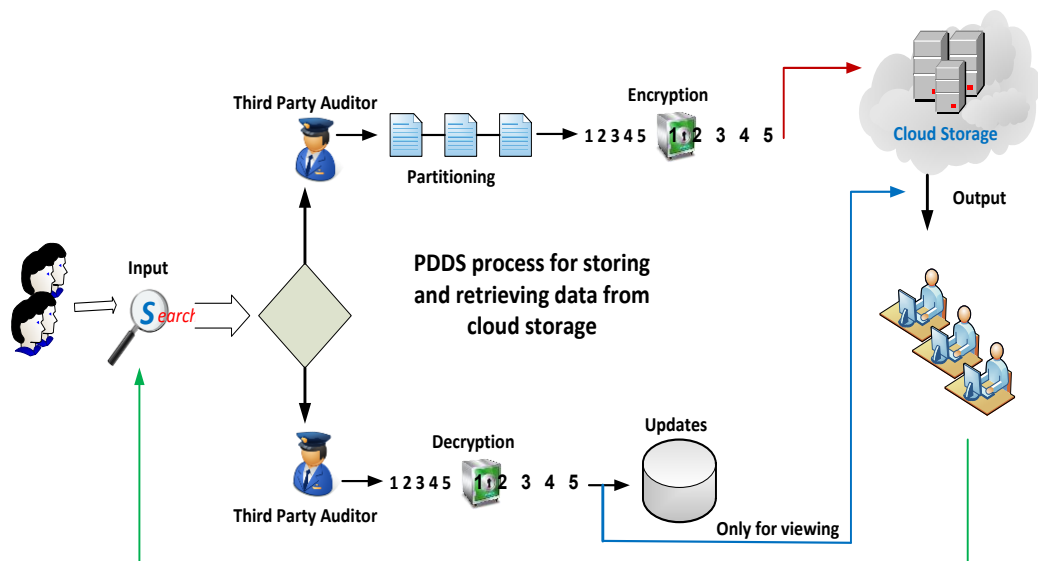 Third Party Auditor
Encryption
1 2 3 4 5
1 2 3 4 5
Partitioning
Cloud Storage
Output
Input
Search
PDDS process for storing
and retrieving data from
cloud storage
Decryption
1 2 3 4 5
1 2 3 4 5
Updates
Third Party Auditor
Only for viewing